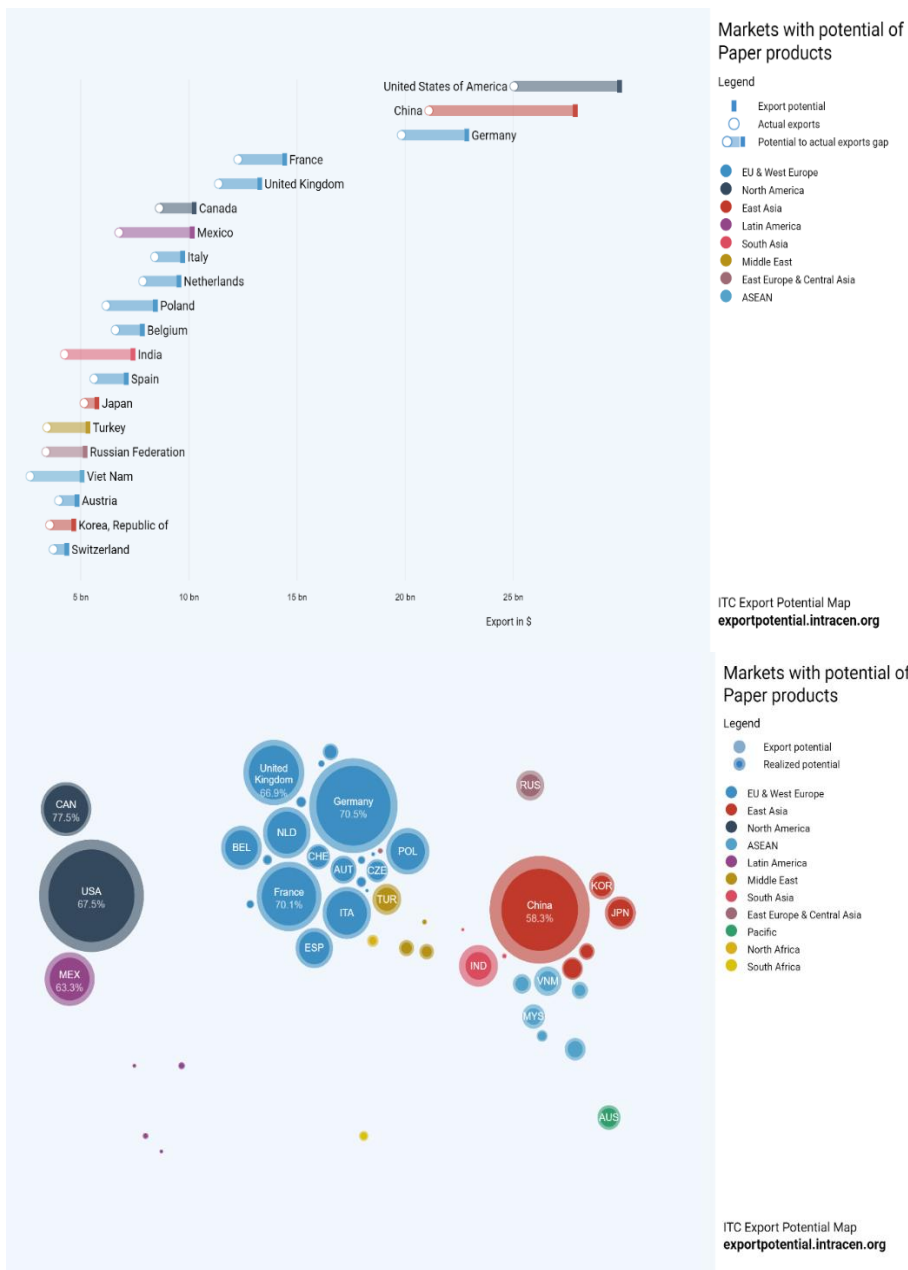 Markets with potential of
Paper products
Legend
Export potential
Actual exports
Potential to actual exports gap
EU & West Europe
North America
East Asia
Latin America
South Asia
Middle East
East Europe & Central Asia
ASEAN
United States of America
China
Germany
France
United Kingdom
Canada
Mexico
Italy
Netherlands
Poland
Belgium
India
Spain
Japan
Turkey
Russian Federation
Viet Nam
Austria
Korea, Republic of
Switzerland
5 bn
10 bn
15 bn
20 bn
25 bn
Export in $
ITC Export Potential Map
exportpotential.intracen.org
Markets with potential of
Paper products
Legend
Export potential
Realized potential
EU & West Europe
East Asia
North America
ASEAN
Latin America
Middle East
South Asia
East Europe & Central Asia
Pacific
North Africa
South Africa
United
Kingdom
66.9%
Germany
70.5%
RUS
CAN
77.5%
NLD
BEL
CHE
POL
AUT
CZE
USA
67.5%
France
70.1%
TUR
ITA
China
58.3%
KOR
JPN
ESP
MEX
63.3%
IND
VNM
MYS
AUS
ITC Export Potential Map
exportpotential.intracen.org